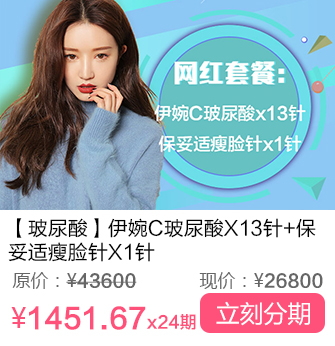 网红套餐:
伊婉C玻尿酸x13针
保妥适瘦脸针x1针
【玻尿酸】伊婉C玻尿酸X13针+保
妥适瘦脸针X1针
原价：¥43600 现价：¥26800
¥1451.67x24期 立刻分期